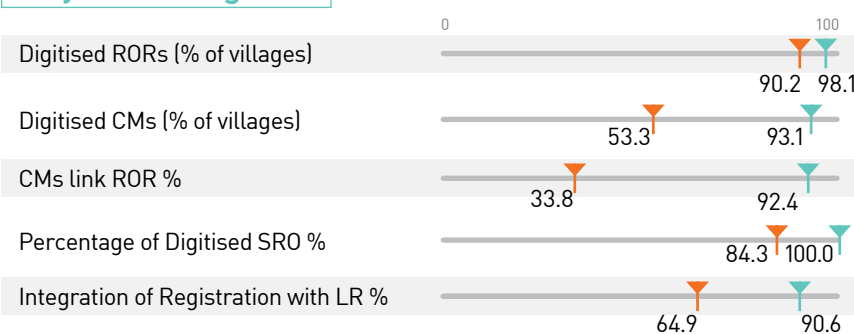 0 100
Digitised RORs (% of villages)
90.2 98.1
Digitised CMs (% of villages)
53.3 93.1
CMs link ROR %
33.8 92.4
Percentage of Digitised SRO %
84.3 100.0
Integration of Registration with LR %
64.9 90.6